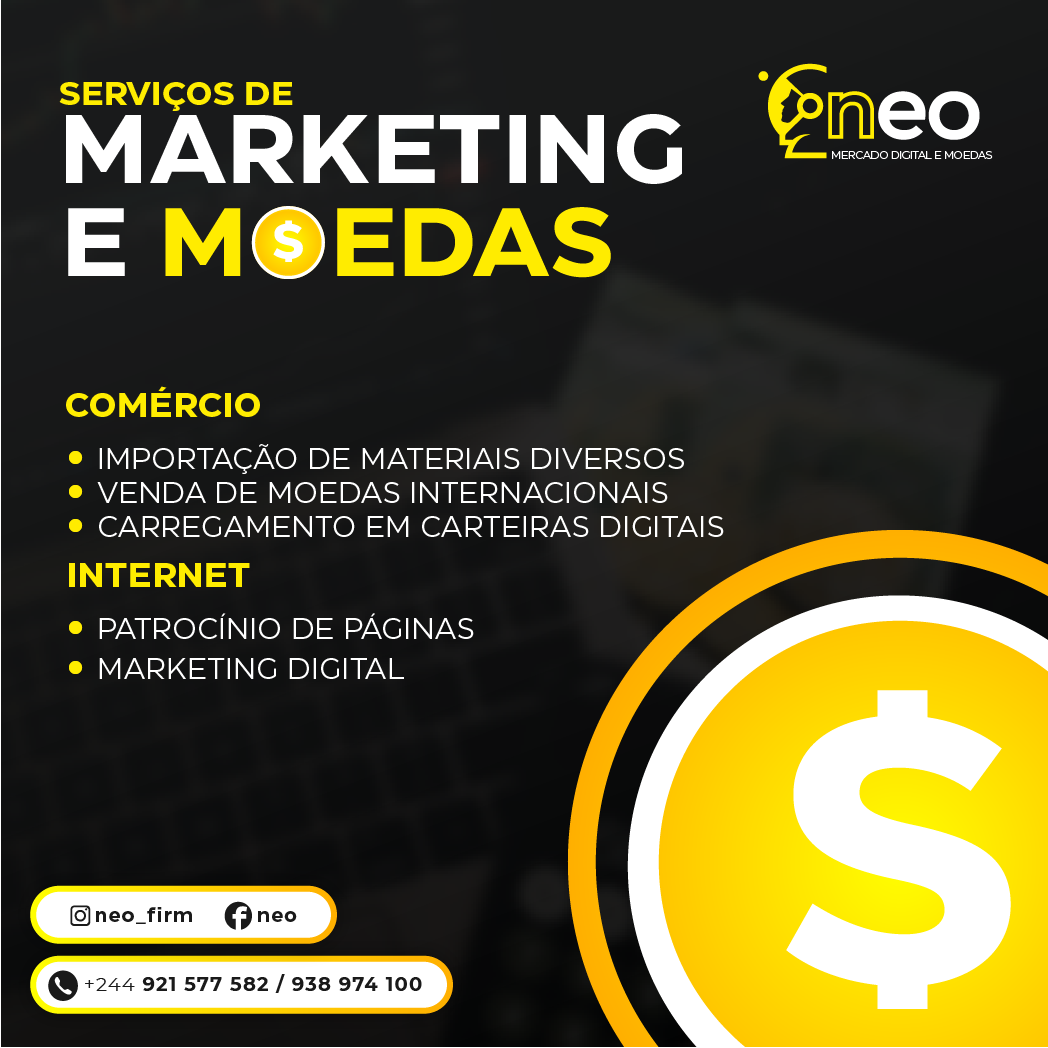 SERVIÇOS DE
MARKETING
E M$EDAS
neo
MERCADO DIGITAL E MOEDAS
COMÉRCIO
IMPORTAÇÃO DE MATERIAIS DIVERSOS
VENDA DE MOEDAS INTERNACIONAIS
CARREGAMENTO EM CARTEIRAS DIGITAIS
INTERNET
PATROCÍNIO DE PÁGINAS
MARKETING DIGITAL
$
neo_firm neo
+244 921 577 582 / 938 974 100